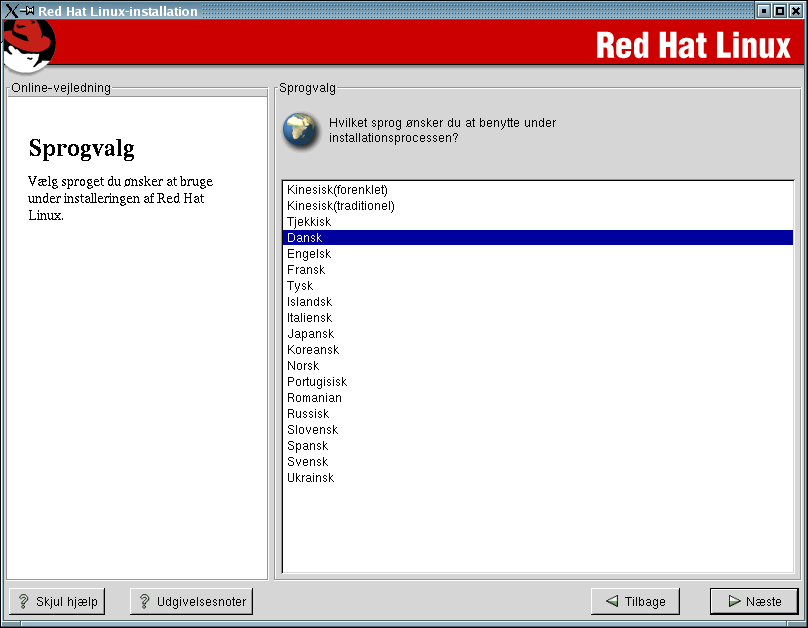 Red Hat Linux-installation
Red Hat Linux
Online-vejledning
Sprogvalg
Vælg sproget du ønsker at bruge
under installeringen af Red Hat
Linux.
Sprogvalg
Hvilket sprog ønsker du at benytte under
installationsprocessen?
Kinesisk(forenklet)
Kinesisk(traditionel)
Tjekkisk
Dansk
Engelsk
Fransk
Tysk
Islandsk
Italiensk
Japansk
Koreansk
Norsk
Portugisisk
Romanian
Russisk
Slovensk
Spansk
Svensk
Ukrainsk
? Skjul hjælp
? Udgivelsesnoter
Tilbage
Næste